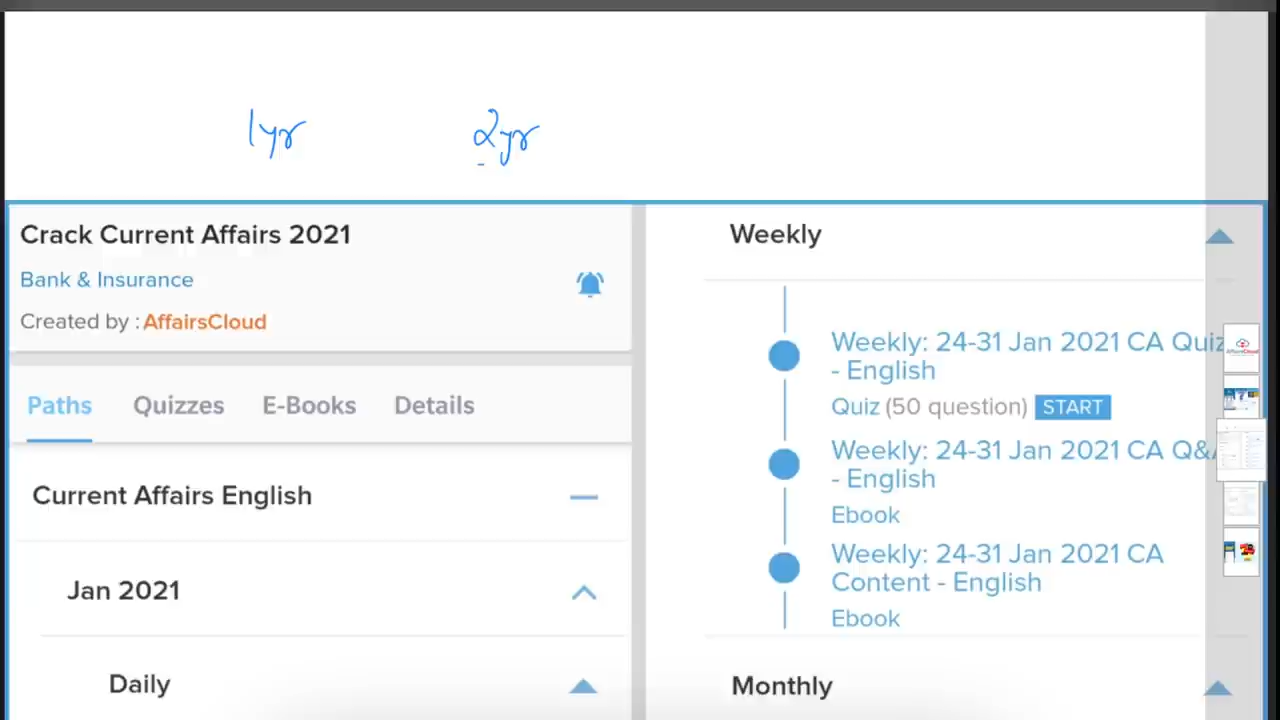 1yr 2yr
Crack Current Affairs 2021
Bank & Insurance
Created by : AffairsCloud
Paths Quizzes E-Books Details
Current Affairs English
Jan 2021
Daily
Weekly
Weekly: 24-31 Jan 2021 CA Quiz
- English
Quiz (50 question) START
Weekly: 24-31 Jan 2021 CA Q&A
- English
Ebook
Weekly: 24-31 Jan 2021 CA
Content - English
Ebook
Monthly